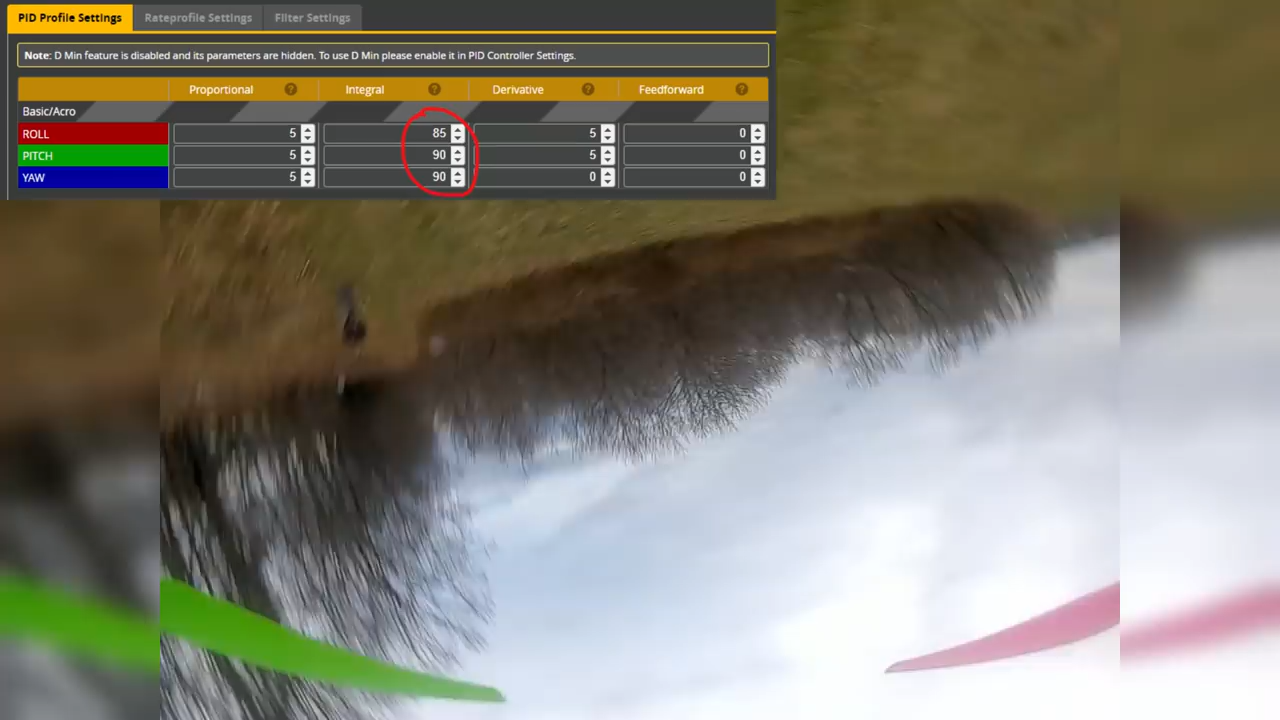 PID Profile Settings Rateprofile Settings Filter Settings
Note: D Min feature is disabled and its parameters are hidden. To use D Min please enable it in PID Controller Settings.
Proportional ? Integral ? Derivative ? Feedforward ?
Basic/Acro
ROLL 5 85 5 0
PITCH 5 90 5 0
YAW 5 90 0 0